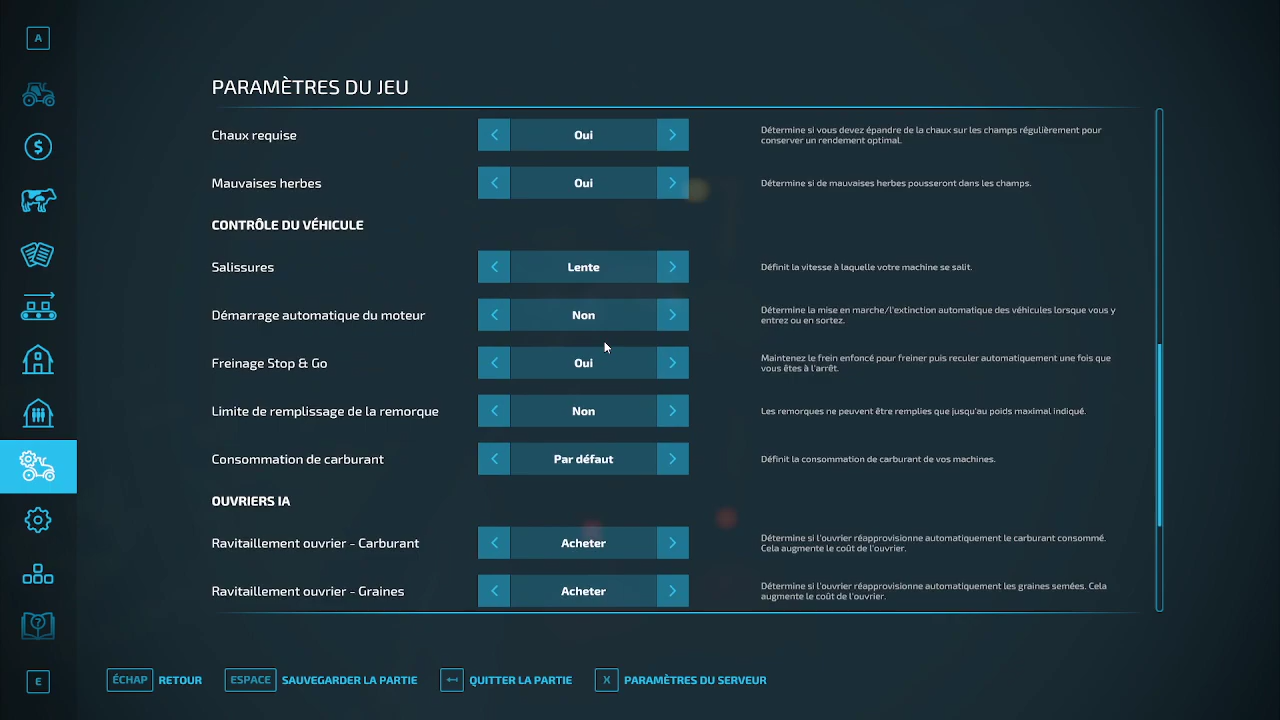 A
PARAMÈTRES DU JEU
Chaux requise
Oui
Détermine si vous devez épandre de la chaux sur les champs régulièrement pour
conserver un rendement optimal.
Mauvaises herbes
Oui
Détermine si de mauvaises herbes pousseront dans les champs.
CONTRÔLE DU VÉHICULE
Salissures
Lente
Définit la vitesse à laquelle votre machine se salit.
Démarrage automatique du moteur
Non
Détermine la mise en marche/l'extinction automatique des véhicules lorsque vous y
entrez ou en sortez.
Freinage Stop & Go
Oui
Maintenez le frein enfoncé pour freiner puis reculer automatiquement une fois que
vous êtes à l'arrêt.
Limite de remplissage de la remorque
Non
Les remorques ne peuvent être remplies que jusqu'au poids maximal indiqué.
Consommation de carburant
Par défaut
Définit la consommation de carburant de vos machines.
OUVRIERS IA
Ravitaillement ouvrier - Carburant
Acheter
Détermine si l'ouvrier réapprovisionne automatiquement le carburant consommé.
Cela augmente le coût de l'ouvrier.
Ravitaillement ouvrier - Graines
Acheter
Détermine si l'ouvrier réapprovisionne automatiquement les graines semées. Cela
augmente le coût de l'ouvrier.
E
ÉCHAP RETOUR ESPACE SAUVEGARDER LA PARTIE QUITTER LA PARTIE X PARAMÈTRES DU SERVEUR